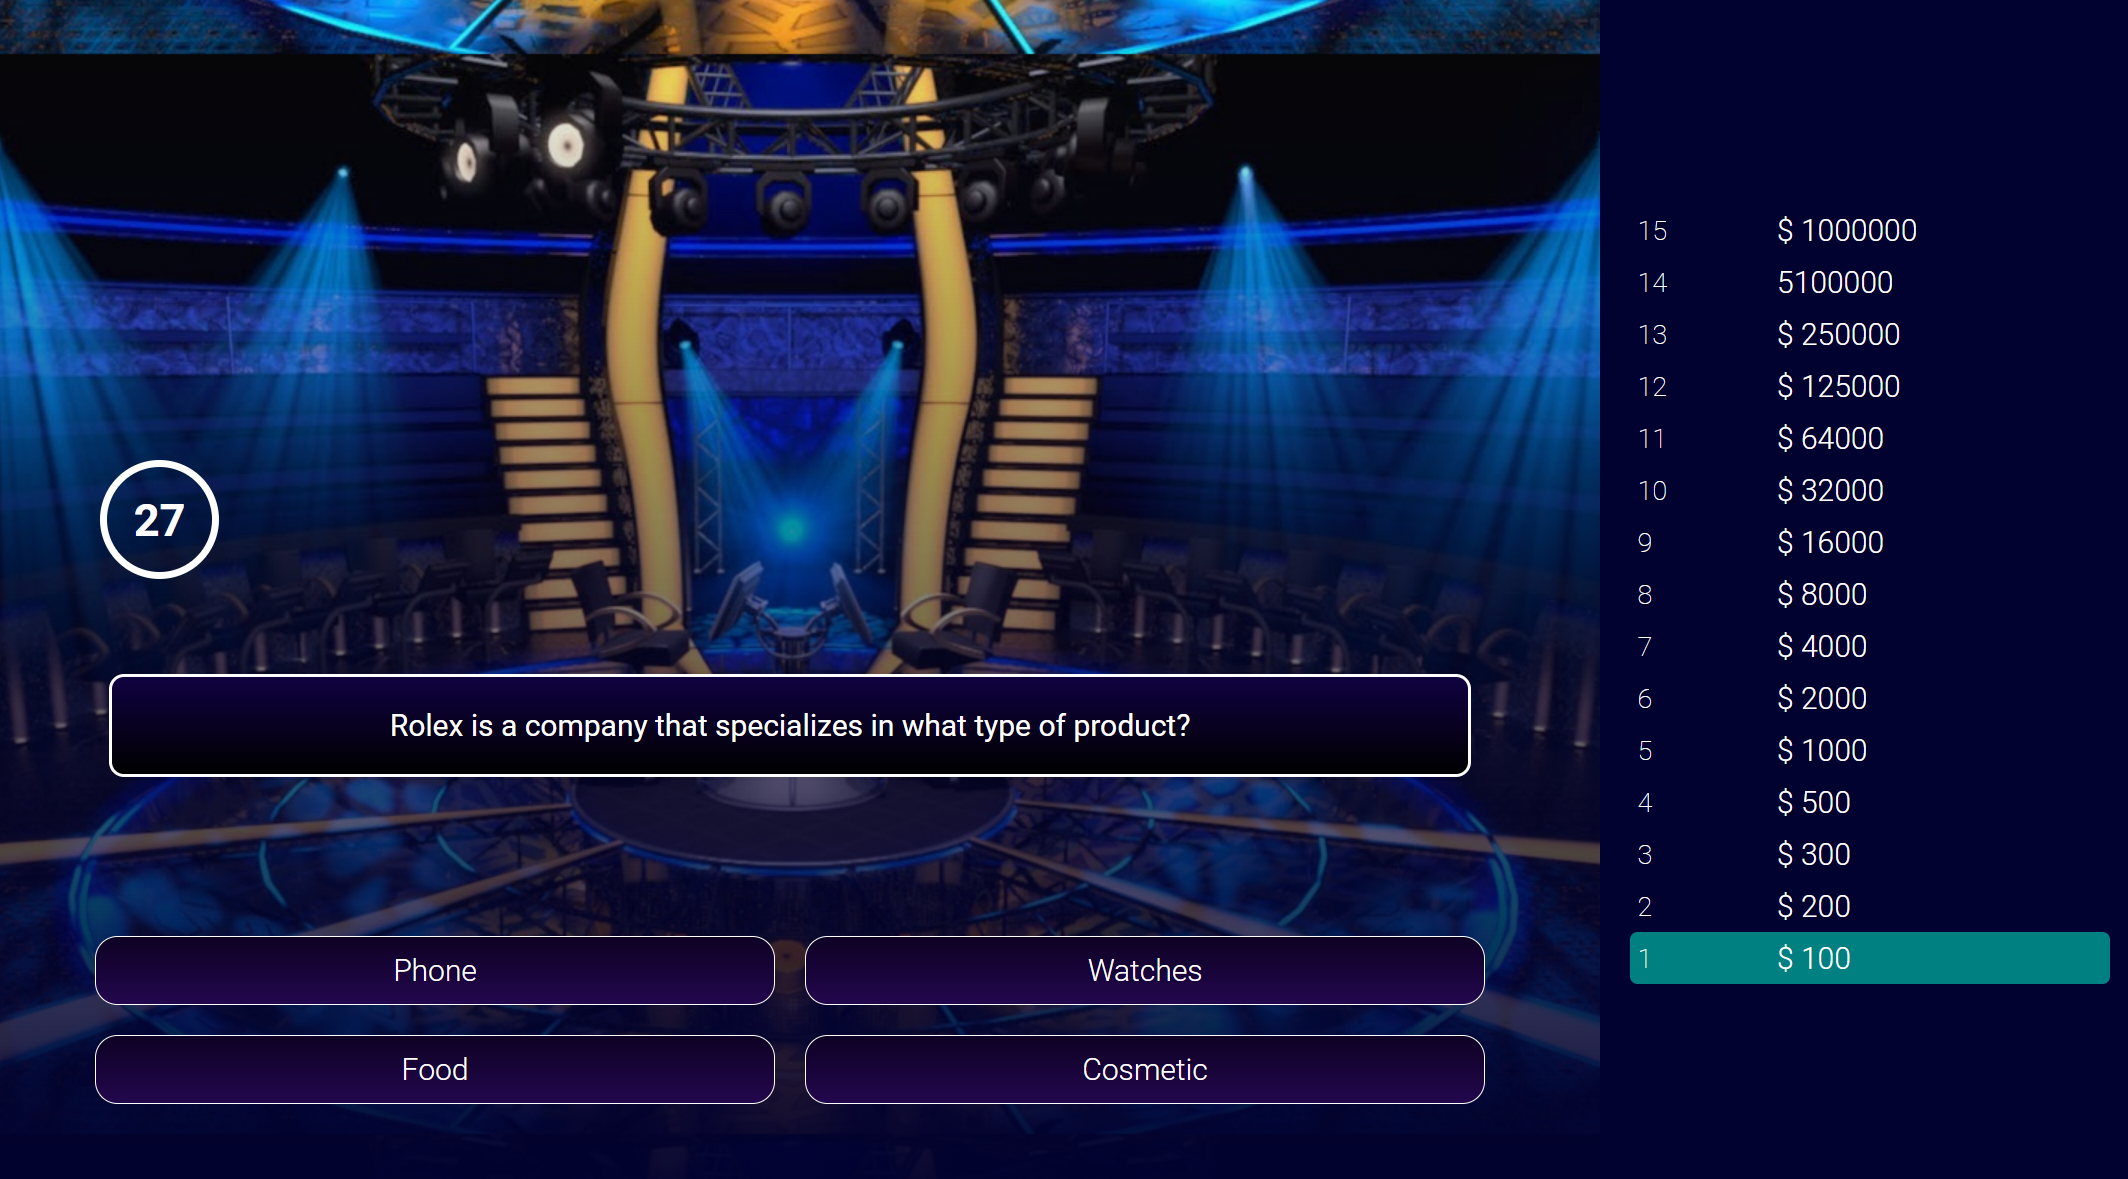 27
Rolex is a company that specializes in what type of product?
Phone
Watches
Food
Cosmetic
15 $ 1000000
14 5100000
13 $ 250000
12 $ 125000
11 $ 64000
10 $ 32000
9 $ 16000
8 $ 8000
7 $ 4000
6 $ 2000
5 $ 1000
4 $ 500
3 $ 300
2 $ 200
1 $ 100